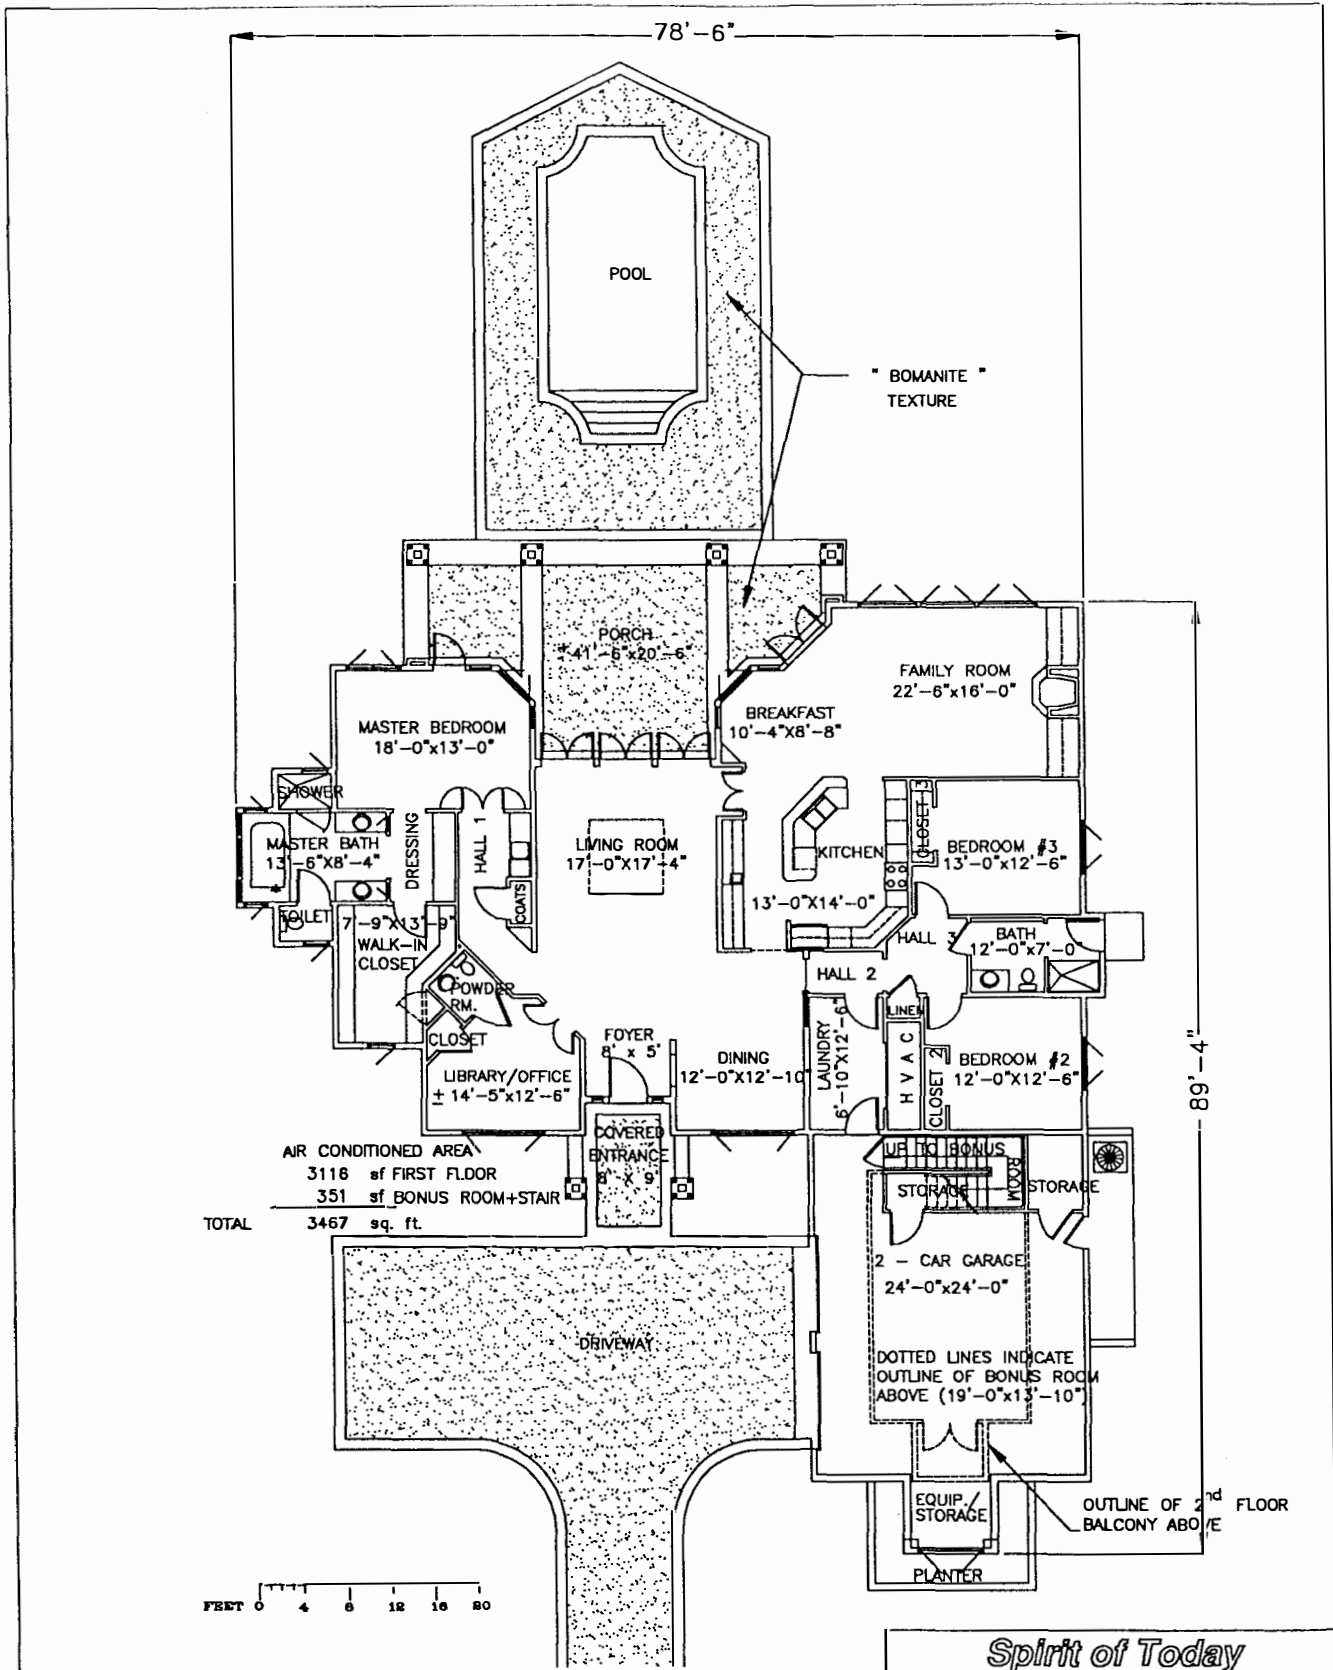 78'-6"
POOL
" BOMANITE "
TEXTURE
PORCH
± 41'-6"x20'-6"
FAMILY ROOM
22'-6"x16'-0"
BREAKFAST
10'-4"X8'-8"
MASTER BEDROOM
18'-0"x13'-0"
SHOWER
MASTER BATH
13'-6"X8'-4"
DRESSING
HALL 1
LIVING ROOM
17'-0"X17'-4"
KITCHEN
13'-0"X14'-0"
CLOSET 3
BEDROOM #3
13'-0"X12'-6"
COATS
TOILET
7'-9"X13'-9"
WALK-IN
CLOSET
HALL 3
BATH
12'-0"x7'-0"
HALL 2
POWDER
RM.
LINEN
CLOSET
FOYER
8' x 5'
DINING
12'-0"X12'-10"
LAUNDRY
6'-10"X12'-6"
H V A C
CLOSET 2
BEDROOM #2
12'-0"X12'-6"
89'-4"
LIBRARY/OFFICE
± 14'-5"x12'-6"
COVERED
ENTRANCE
8' X 9'
AIR CONDITIONED AREA
3116 sf FIRST FLOOR
351 sf BONUS ROOM+STAIR
TOTAL 3467 sq. ft.
UP TO BONUS
ROOM
STORAGE
STORAGE
2 - CAR GARAGE
24'-0"x24'-0"
DRIVEWAY
DOTTED LINES INDICATE
OUTLINE OF BONUS ROOM
ABOVE (19'-0"x13'-10")
EQUIP./
STORAGE
OUTLINE OF 2nd FLOOR
BALCONY ABOVE
PLANTER
FEET 0 4 8 12 16 20
Spirit of Today